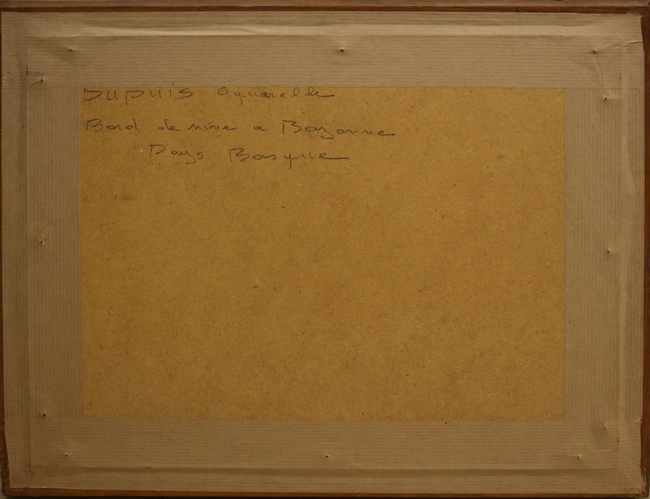 DUPUIS Aquarelle
Bord de nive a Bayonne
Pays Basque